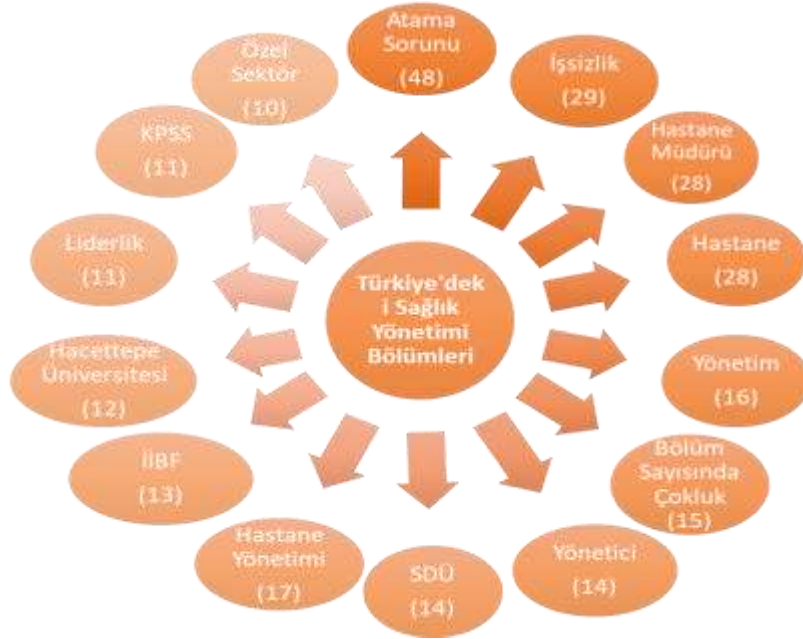 Atama
Sorunu
(48)
İşsizlik
(29)
Hastane
Müdürü
(28)
Hastane
(28)
Yönetim
(16)
Bölüm
Sayısında
Çokluk
(15)
Yönetici
(14)
SDÜ
(14)
Hastane
Yönetimi
(17)
İİBF
(13)
Hacettepe
Üniversitesi
(12)
Liderlik
(11)
KPSS
(11)
Özel
Sektör
(10)
Türkiye'dek
i Sağlık
Yönetimi
Bölümleri